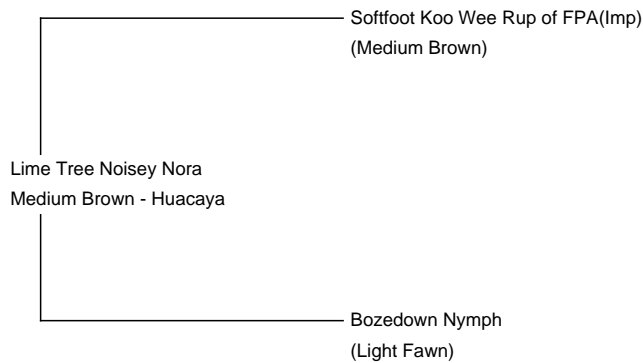 Softfoot Koo Wee Rup of FPA(Imp)
(Medium Brown)
Lime Tree Noisey Nora
Medium Brown - Huacaya
Bozedown Nymph
(Light Fawn)